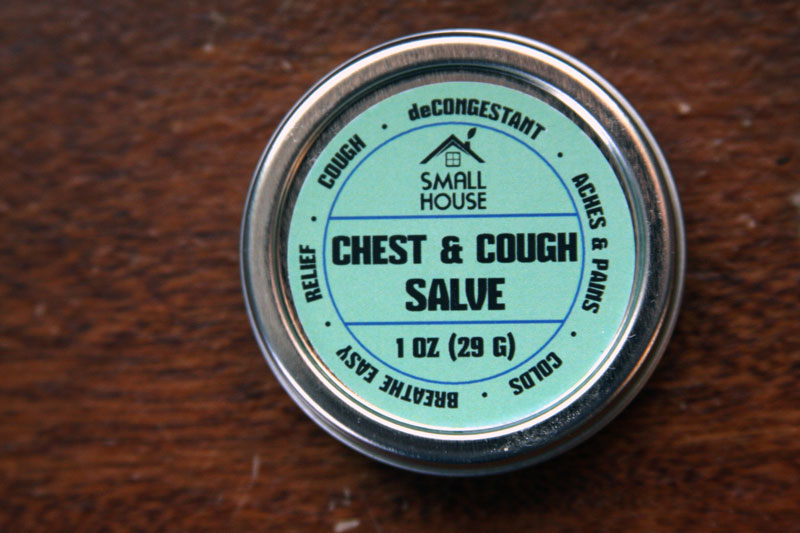 SMALL
HOUSE
CHEST & COUGH
SALVE
1 OZ (29 G)
deCONGESTANT • ACHES & PAINS • COLDS • BREATHE EASY • RELIEF • COUGH •